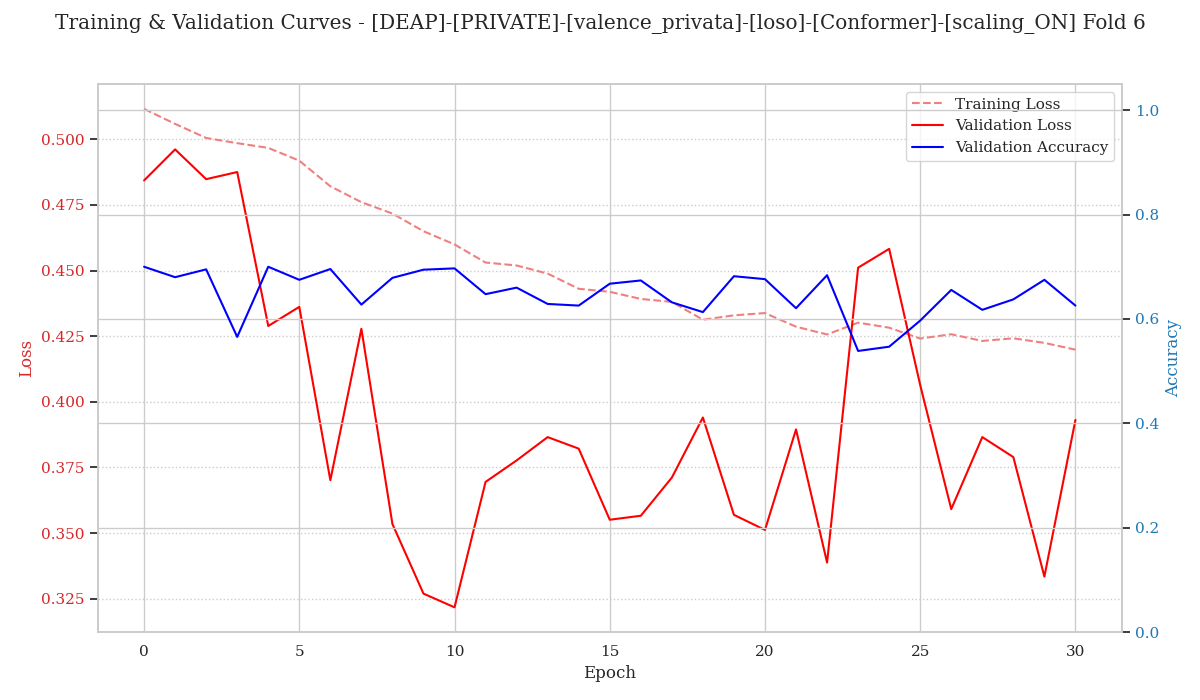 Training & Validation Curves - [DEAP]-[PRIVATE]-[valence_privata]-[loso]-[Conformer]-[scaling_ON] Fold 6
Training Loss
Validation Loss
Validation Accuracy
0.500
0.475
0.450
0.425
0.400
0.375
0.350
0.325
Loss
1.0
0.8
0.6
0.4
0.2
0.0
Accuracy
0 5 10 15 20 25 30
Epoch